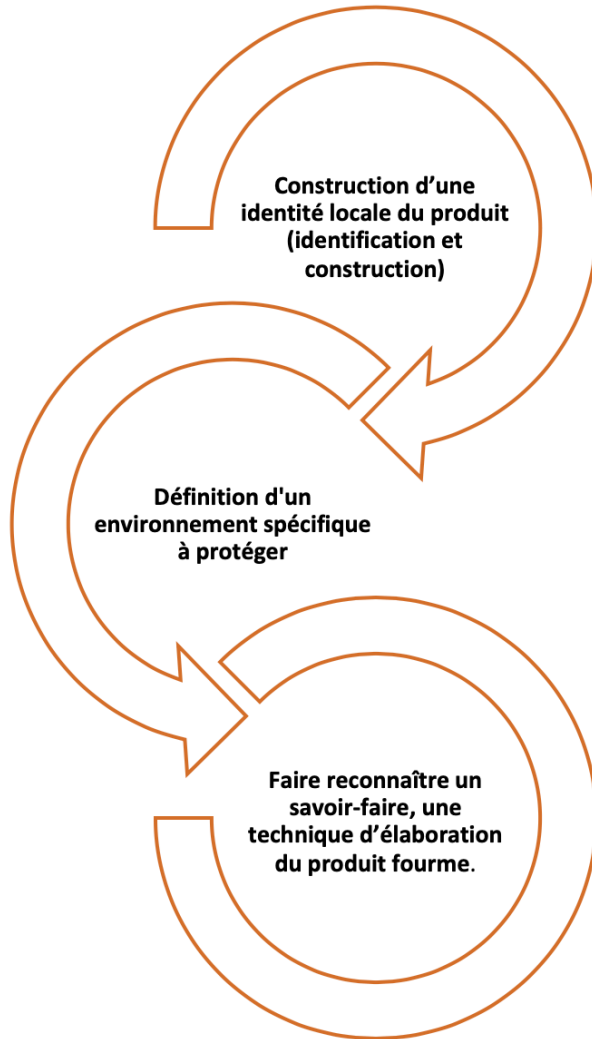 Construction d’une
identité locale du produit
(identification et
construction)
Définition d'un
environnement spécifique
à protéger
Faire reconnaître un
savoir-faire, une
technique d’élaboration
du produit fourme.